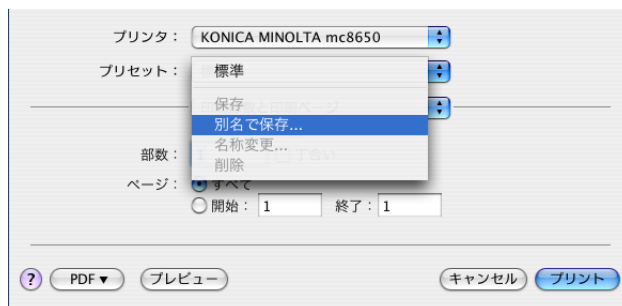 プリンタ： KONICA MINOLTA mc8650
プリセット： 標準
保存
別名で保存...
名称変更...
削除
部数：
ページ： すべて
開始： 1 終了： 1
? PDF▼ プレビュー キャンセル プリント